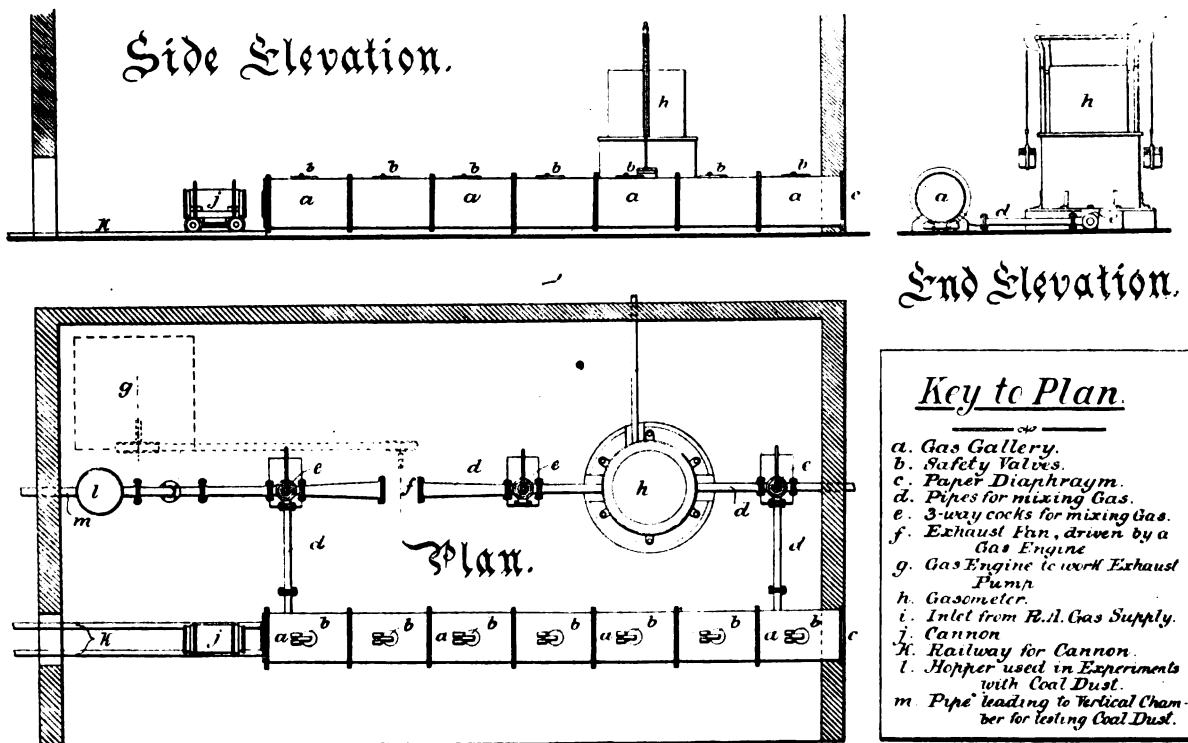 Side Elevation.
h
h
b b b b b b b
j a a a a c
a d
K
End Elevation.
g
e d e c
l f h
m d
d Plan. d
K j a b b a b b a b b a b c
Key to Plan.
a. Gas Gallery.
b. Safety Valves.
c. Paper Diaphraym.
d. Pipes for mixing Gas.
e. 3-way cocks for mixing Gas.
f. Exhaust Fan, driven by a
Gas Engine
g. Gas Engine to work Exhaust
Pump
h. Gasometer.
i. Inlet from R.A. Gas Supply.
j. Cannon
K. Railway for Cannon.
l. Hopper used in Experiments
with Coal Dust.
m. Pipe leading to Vertical Cham-
ber for testing Coal Dust.